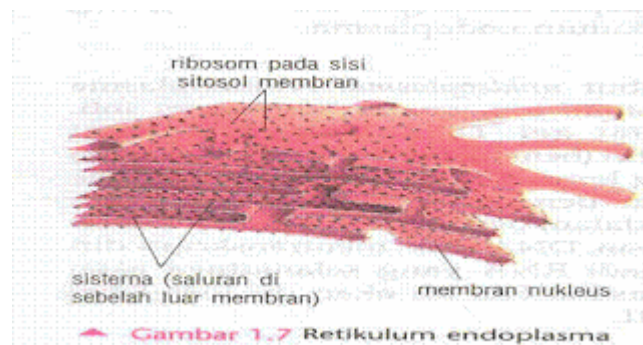 ribosom pada sisi
sitosol membran
sisterna (saluran di
sebelah luar membran)
membran nukleus
Gambar 1.7 Retikulum endoplasma